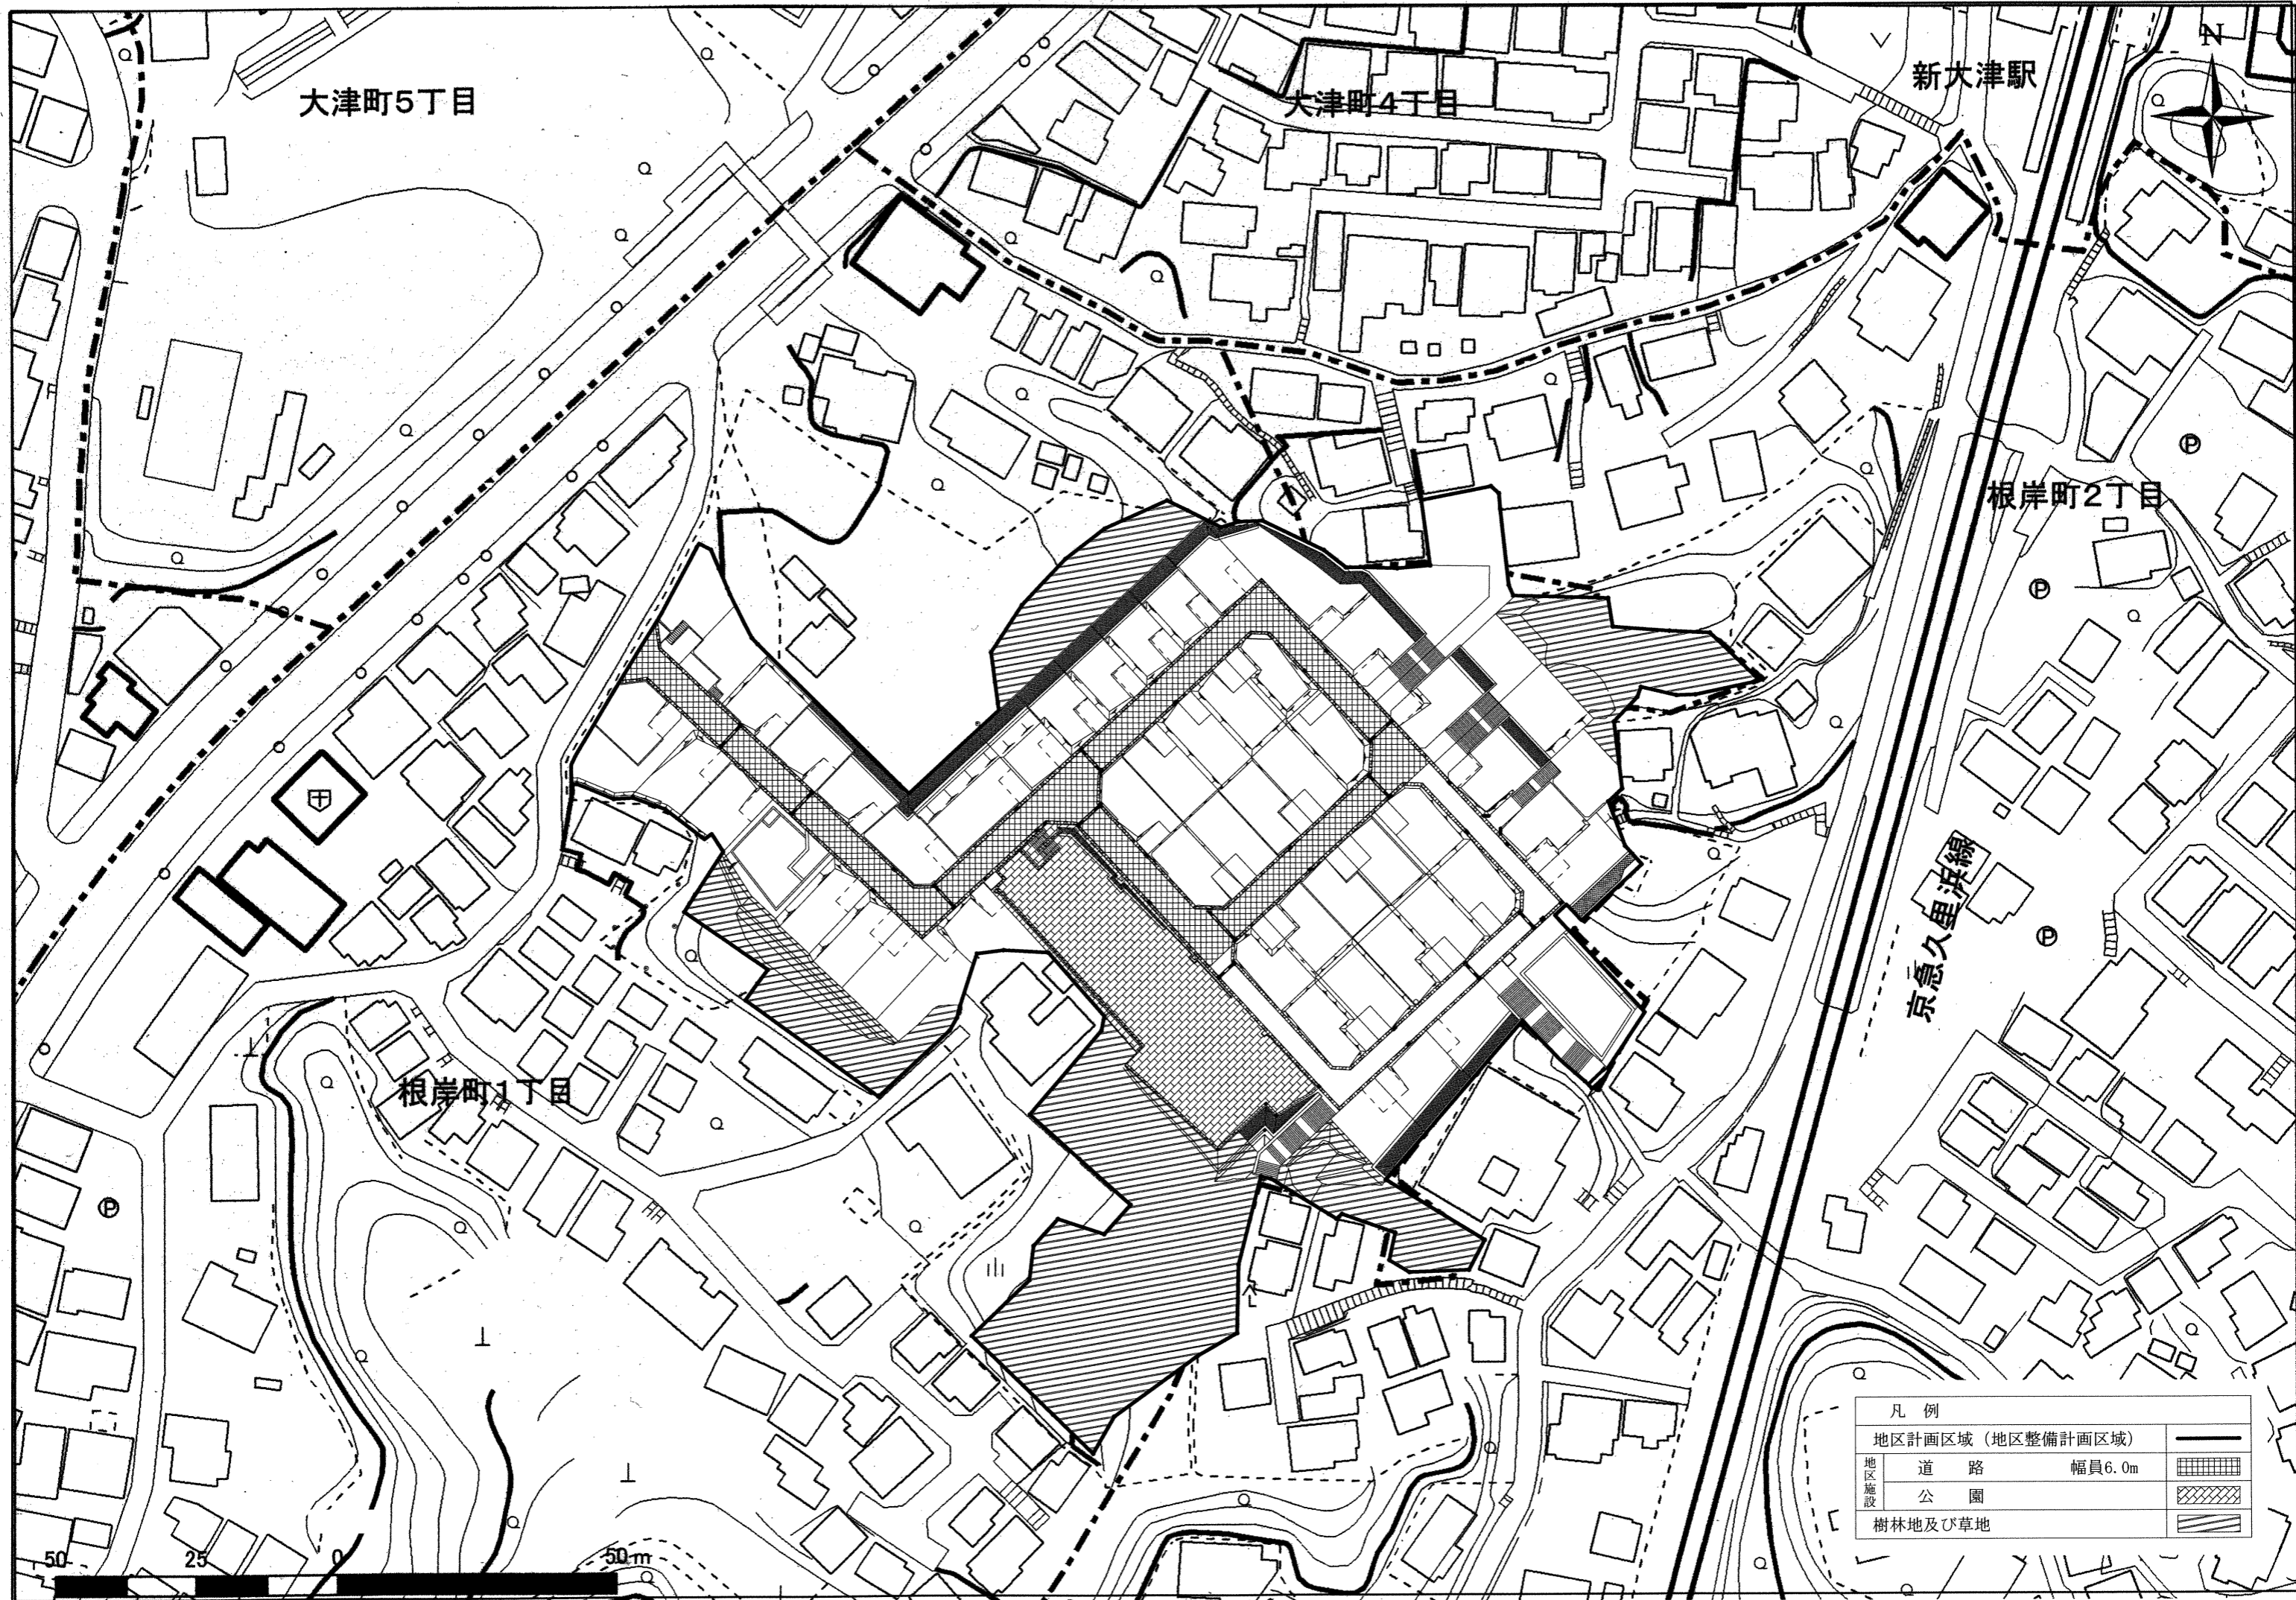 大津町5丁目
大津町4丁目
新大津駅
N
根岸町2丁目
P
P
P
京急久里浜線
根岸町1丁目
P
凡 例
地区計画区域(地区整備計画区域)
地区施設
道 路 幅員6.0m
公 園
樹林地及び草地
50 25 0 50m